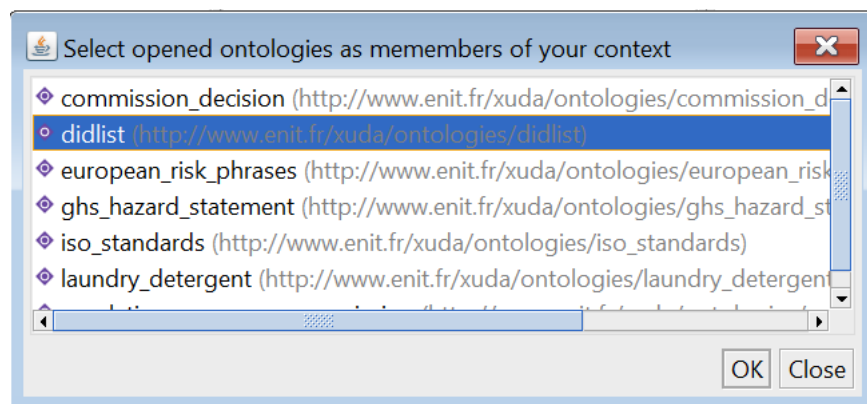 Select opened ontologies as memembers of your context
commission_decision (http://www.enit.fr/xuda/ontologies/commission_d
didlist (http://www.enit.fr/xuda/ontologies/didlist)
european_risk_phrases (http://www.enit.fr/xuda/ontologies/european_risk
ghs_hazard_statement (http://www.enit.fr/xuda/ontologies/ghs_hazard_st
iso_standards (http://www.enit.fr/xuda/ontologies/iso_standards)
laundry_detergent (http://www.enit.fr/xuda/ontologies/laundry_detergent
OK Close